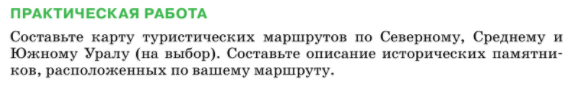 ПРАКТИЧЕСКАЯ РАБОТА
Составьте карту туристических маршрутов по Северному, Среднему и
Южному Уралу (на выбор). Составьте описание исторических памятни-
ков, расположенных по вашему маршруту.